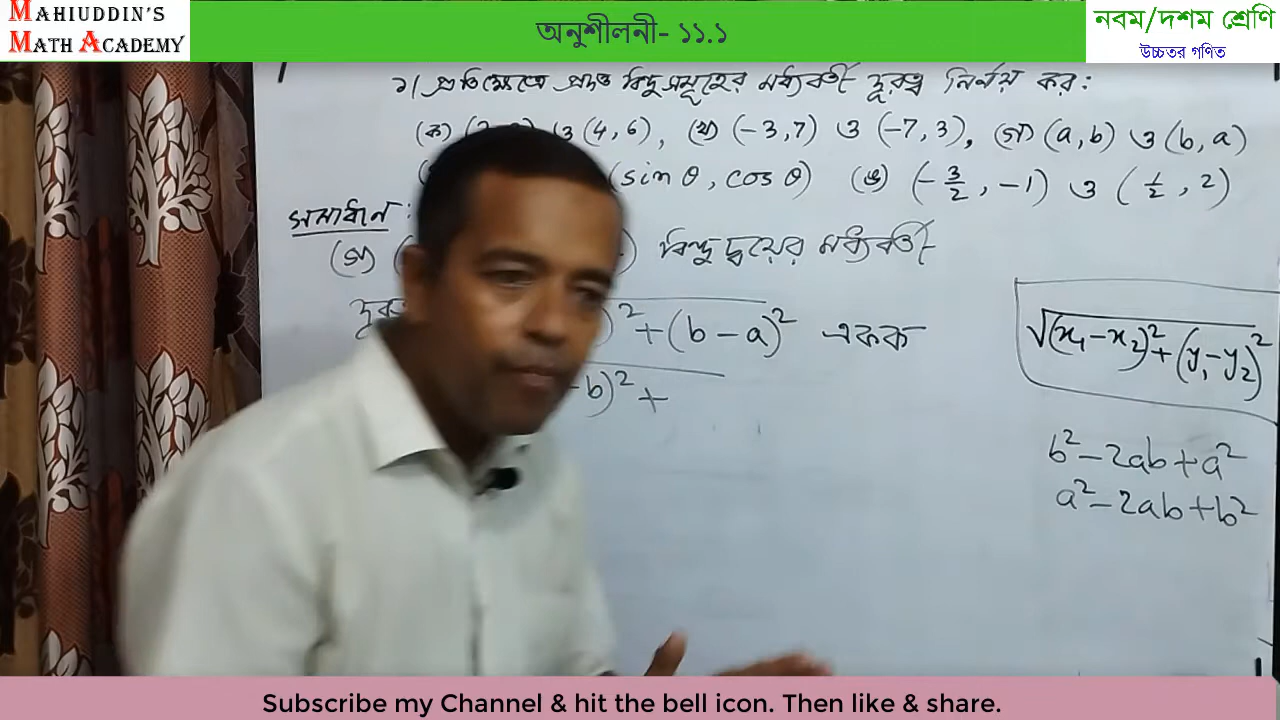 MAHIUDDIN'S
MATH ACADEMY
অনুশীলনী- ১১.১
নবম/দশম শ্রেণি
উচ্চতর গণিত
১। প্রতিক্ষেত্রে প্রদত্ত বিন্দুসমূহের মধ্যবর্তী দূরত্ব নির্ণয় কর:
(ক) ও (4, 6), (খ) (-3, 7) ও (-7, 3), (গ) (a, b) ও (b, a)
(sin θ, cos θ) (ঙ) (-3/2, -1) ও (1/2, 2)
সমাধান:
(গ) বিন্দুদ্বয়ের মধ্যবর্তী
)² + (b - a)² একক
- b)² +
√(x₁ - x₂)² + (y₁ - y₂)²
b² - 2ab + a²
a² - 2ab + b²
Subscribe my Channel & hit the bell icon. Then like & share.